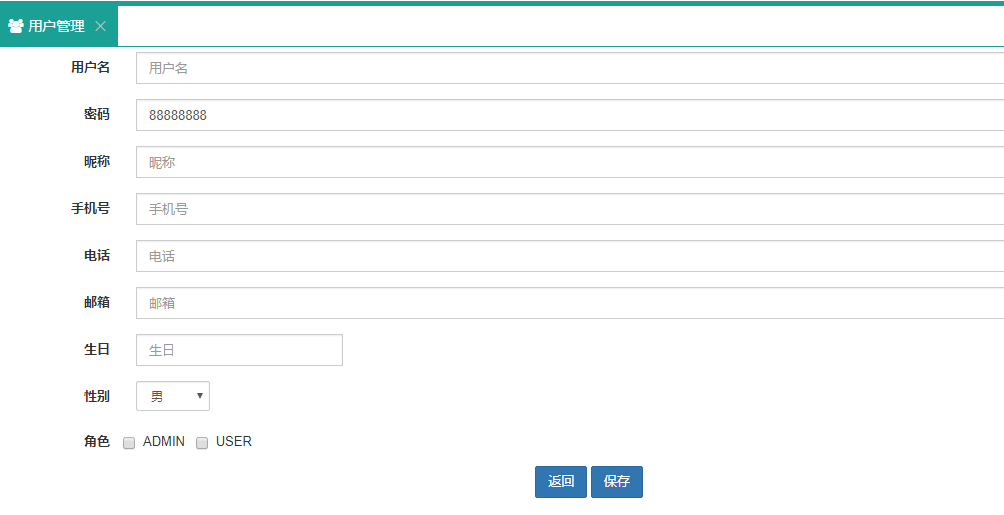 用户管理
用户名 用户名
密码 88888888
昵称 昵称
手机号 手机号
电话 电话
邮箱 邮箱
生日 生日
性别 男
角色 ADMIN USER
返回 保存